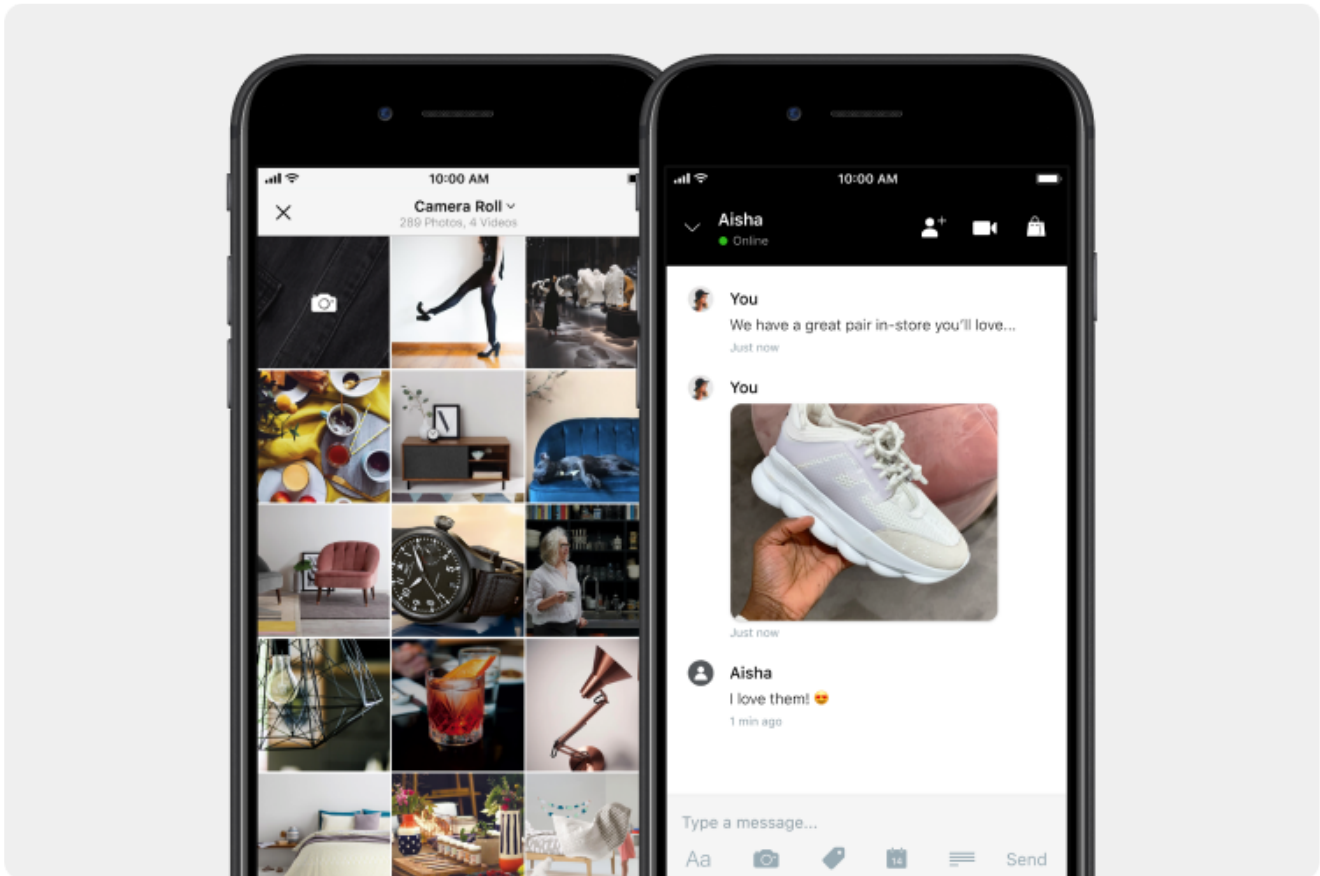 10:00 AM
Camera Roll
289 Photos, 4 Videos
10:00 AM
Aisha
Online
You
We have a great pair in-store you'll love...
Just now
You
Just now
Aisha
I love them! 😍
1 min ago
Type a message...
Aa
14
Send